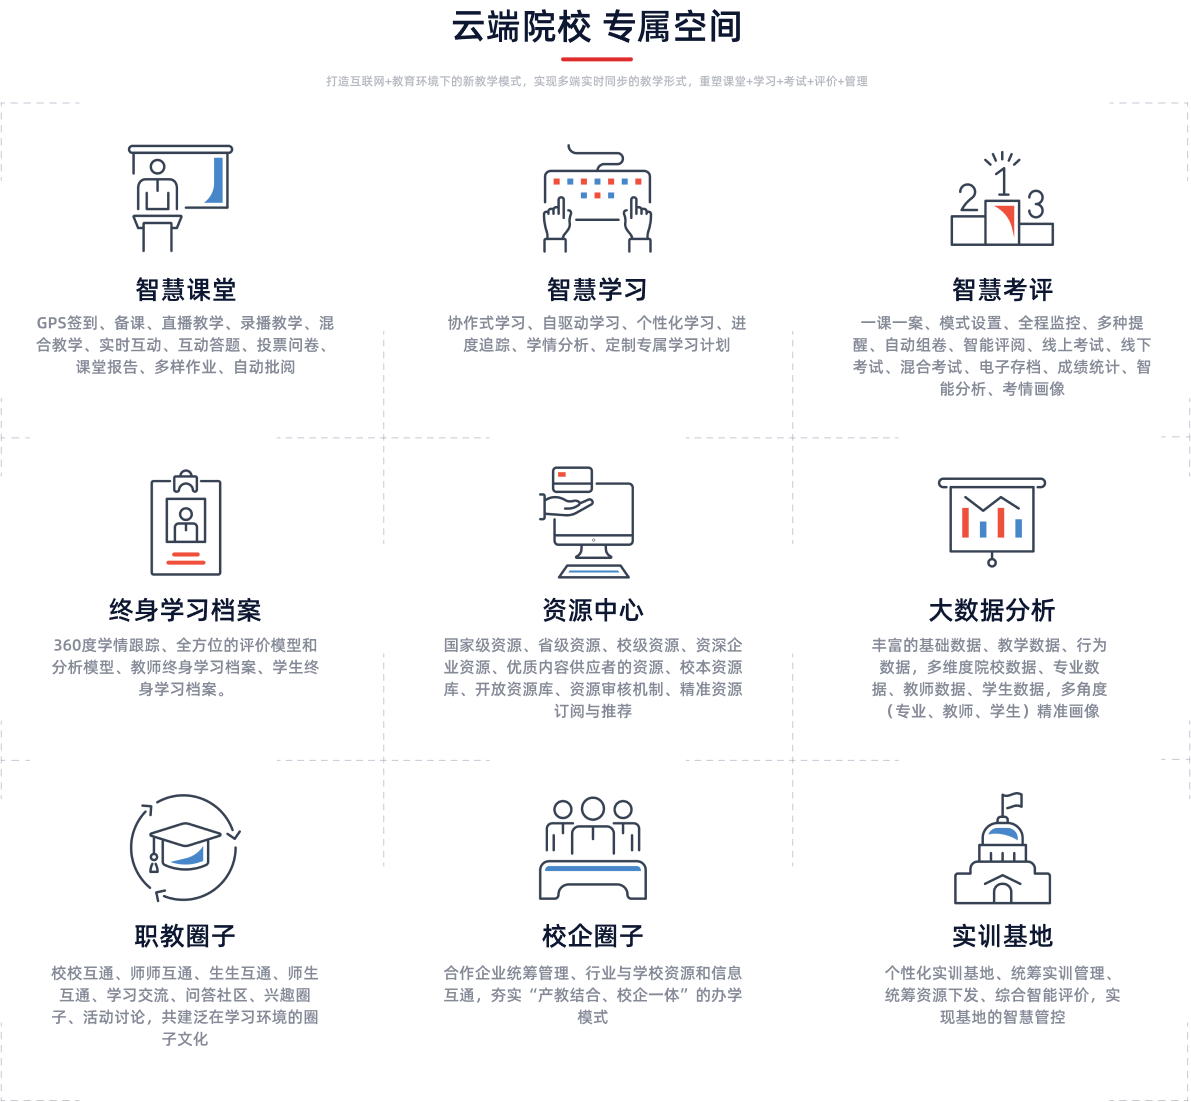 云端院校 专属空间
打造互联网+教育环境下的新教学模式，实现多端实时同步的教学形式，重塑课堂+学习+考试+评价+管理
智慧课堂
GPS签到、备课、直播教学、录播教学、混
合教学、实时互动、互动答题、投票问卷、
课堂报告、多样作业、自动批阅
智慧学习
协作式学习、自驱动学习、个性化学习、进
度追踪、学情分析、定制专属学习计划
2
1
3
智慧考评
一课一案、模式设置、全程监控、多种提
醒、自动组卷、智能评阅、线上考试、线下
考试、混合考试、电子存档、成绩统计、智
能分析、考情画像
终身学习档案
360度学情跟踪、全方位的评价模型和
分析模型、教师终身学习档案、学生终
身学习档案。
资源中心
国家级资源、省级资源、校级资源、资深企
业资源、优质内容供应者的资源、校本资源
库、开放资源库、资源审核机制、精准资源
订阅与推荐
大数据分析
丰富的基础数据、教学数据、行为
数据，多维度院校数据、专业数
据、教师数据、学生数据，多角度
（专业、教师、学生）精准画像
职教圈子
校校互通、师师互通、生生互通、师生
互通、学习交流、问答社区、兴趣圈
子、活动讨论，共建泛在学习环境的圈
子文化
校企圈子
合作企业统筹管理、行业与学校资源和信息
互通，夯实“产教结合、校企一体”的办学
模式
实训基地
个性化实训基地、统筹实训管理、
统筹资源下发、综合智能评价，实
现基地的智慧管控